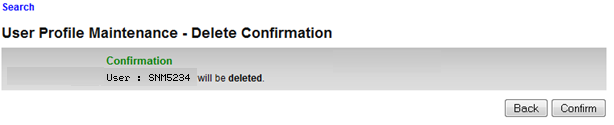 Search
User Profile Maintenance - Delete Confirmation
Confirmation
User : SNM5234 will be deleted.
Back Confirm